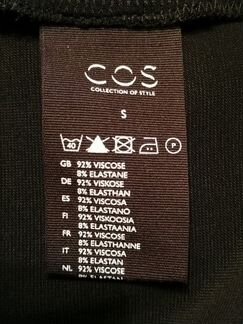 COS
COLLECTION OF STYLE
S
40 P
GB 92% VISCOSE
8% ELASTANE
DE 92% VISKOSE
8% ELASTHAN
ES 92% VISCOSA
8% ELASTANO
FI 92% VISKOOSIA
8% ELASTAANIA
FR 92% VISCOSE
8% ELASTHANNE
IT 92% VISCOSA
8% ELASTAN
NL 92% VISCOSE